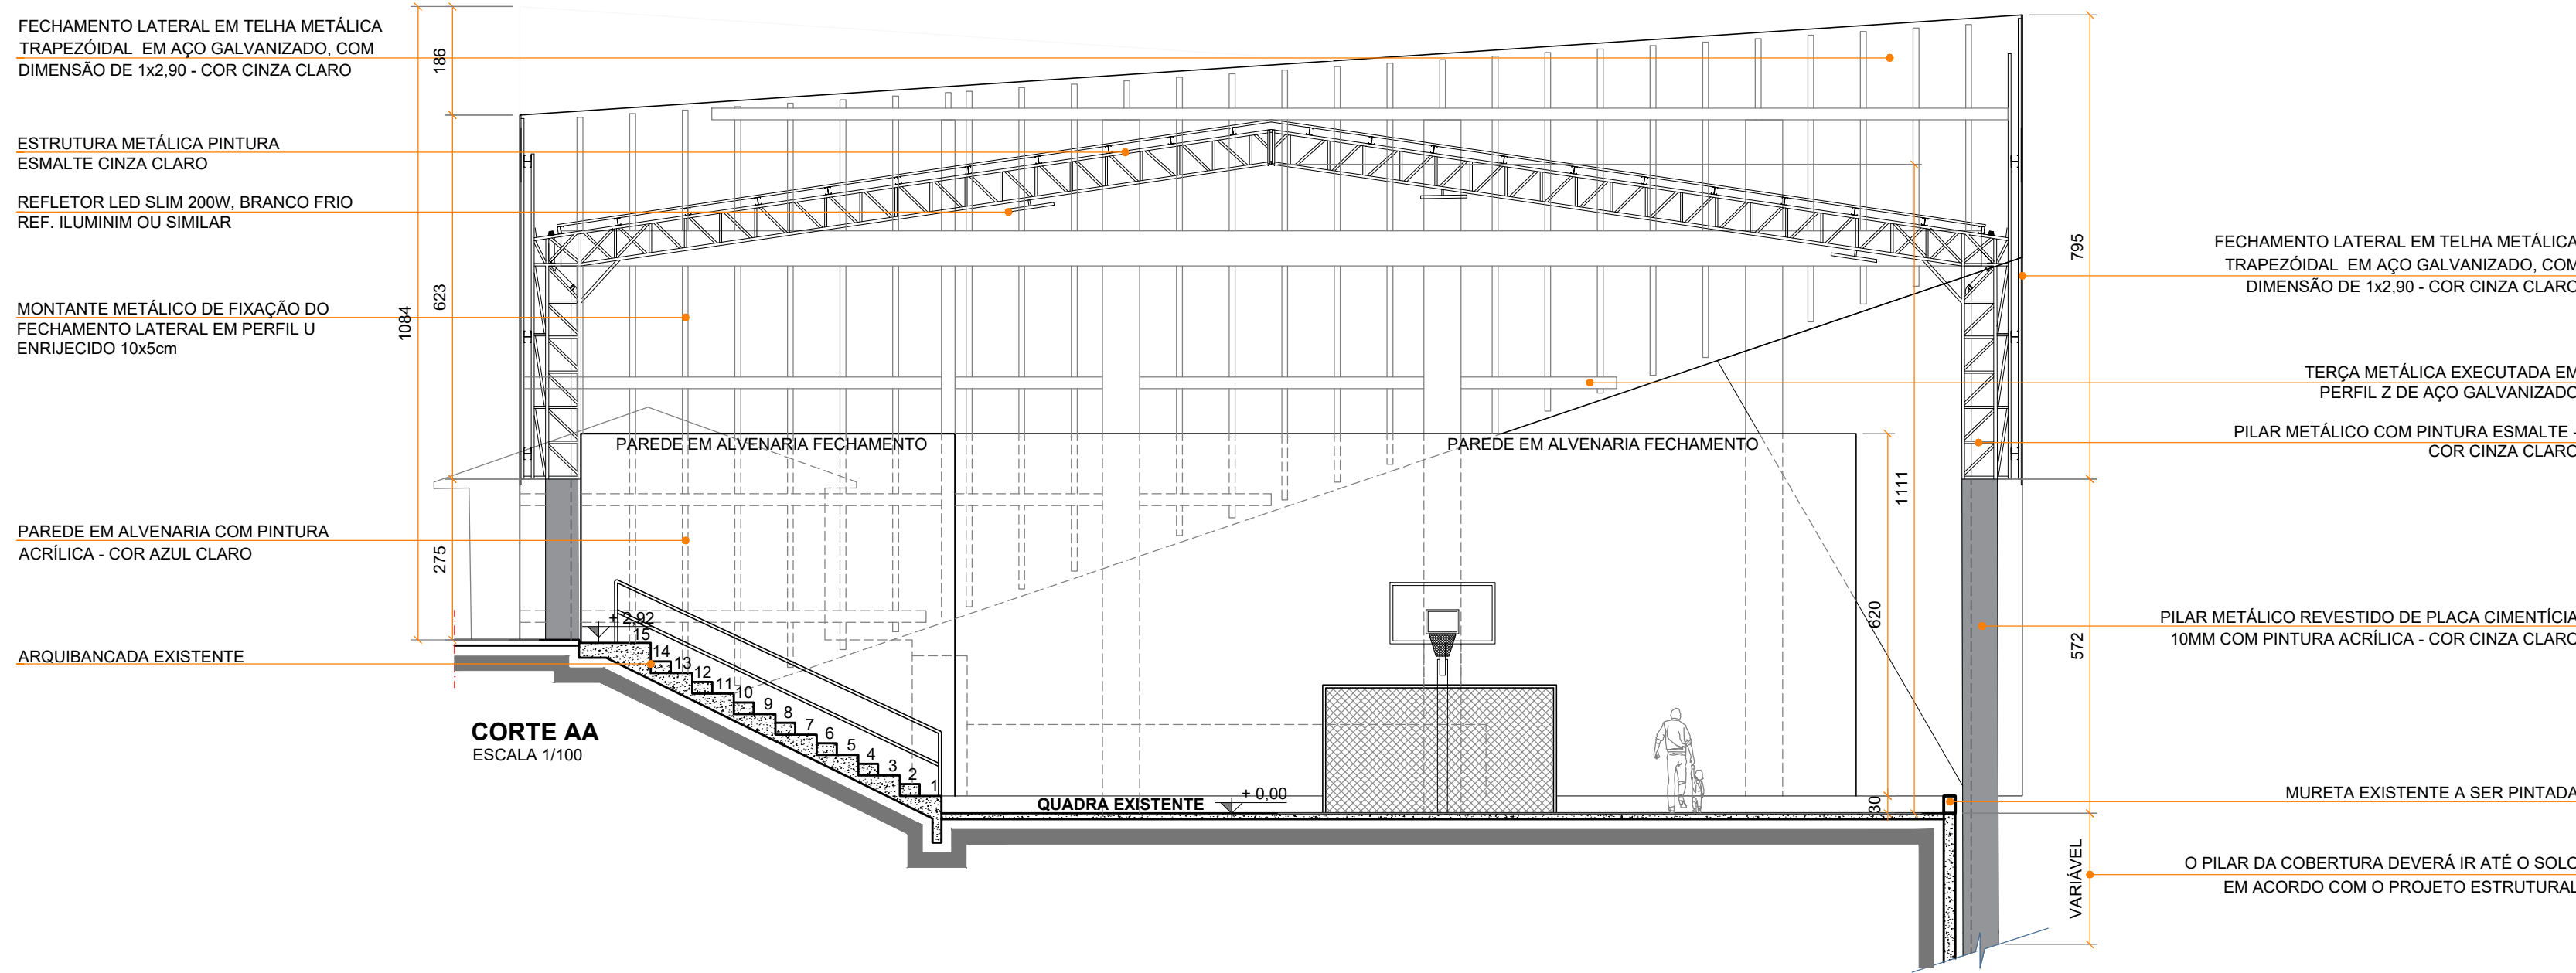 FECHAMENTO LATERAL EM TELHA METÁLICA
TRAPEZÓIDAL EM AÇO GALVANIZADO, COM
DIMENSÃO DE 1x2,90 - COR CINZA CLARO
ESTRUTURA METÁLICA PINTURA
ESMALTE CINZA CLARO
REFLETOR LED SLIM 200W, BRANCO FRIO
REF. ILUMINIM OU SIMILAR
MONTANTE METÁLICO DE FIXAÇÃO DO
FECHAMENTO LATERAL EM PERFIL U
ENRIJECIDO 10x5cm
PAREDE EM ALVENARIA COM PINTURA
ACRÍLICA - COR AZUL CLARO
ARQUIBANCADA EXISTENTE
1084
186
623
275
PAREDE EM ALVENARIA FECHAMENTO
PAREDE EM ALVENARIA FECHAMENTO
+ 2,92
15
14
13
12
11
10
9
8
7
6
5
4
3
2
1
CORTE AA
ESCALA 1/100
QUADRA EXISTENTE
+ 0,00
620
30
1111
795
572
VARIÁVEL
FECHAMENTO LATERAL EM TELHA METÁLICA
TRAPEZÓIDAL EM AÇO GALVANIZADO, COM
DIMENSÃO DE 1x2,90 - COR CINZA CLARO
TERÇA METÁLICA EXECUTADA EM
PERFIL Z DE AÇO GALVANIZADO
PILAR METÁLICO COM PINTURA ESMALTE -
COR CINZA CLARO
PILAR METÁLICO REVESTIDO DE PLACA CIMENTÍCIA
10MM COM PINTURA ACRÍLICA - COR CINZA CLARO
MURETA EXISTENTE A SER PINTADA
O PILAR DA COBERTURA DEVERÁ IR ATÉ O SOLO
EM ACORDO COM O PROJETO ESTRUTURAL